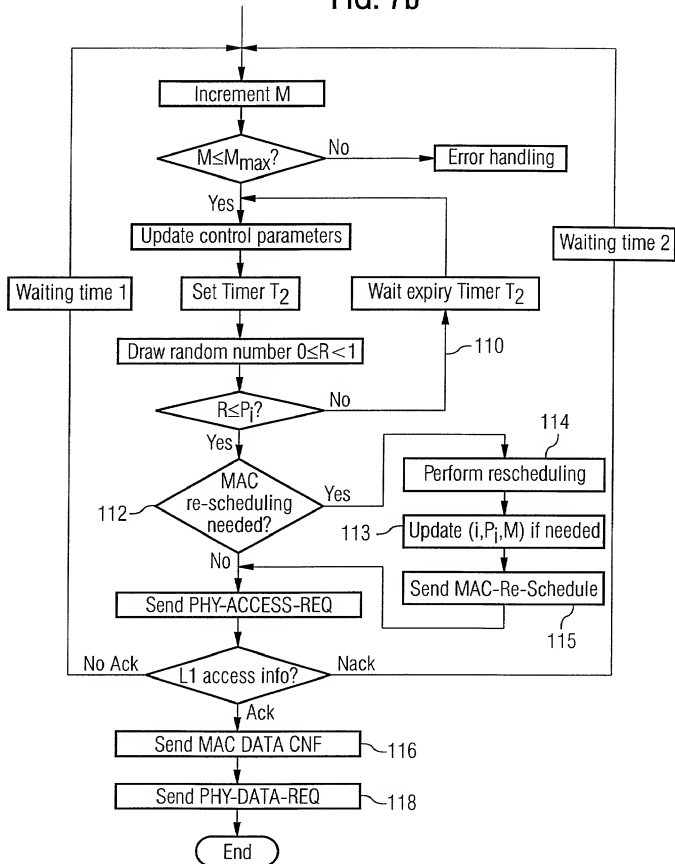 FIG. 7b
Increment M
M≤Mmax?
No
Error handling
Yes
Update control parameters
Waiting time 2
Waiting time 1
Set Timer T2
Wait expiry Timer T2
Draw random number 0≤R<1
110
R≤Pi?
No
Yes
114
MAC
re-scheduling
needed?
Yes
112
Perform rescheduling
113
Update (i,Pi,M) if needed
No
Send MAC-Re-Schedule
Send PHY-ACCESS-REQ
115
No Ack
L1 access info?
Nack
Ack
Send MAC DATA CNF
116
Send PHY-DATA-REQ
118
End